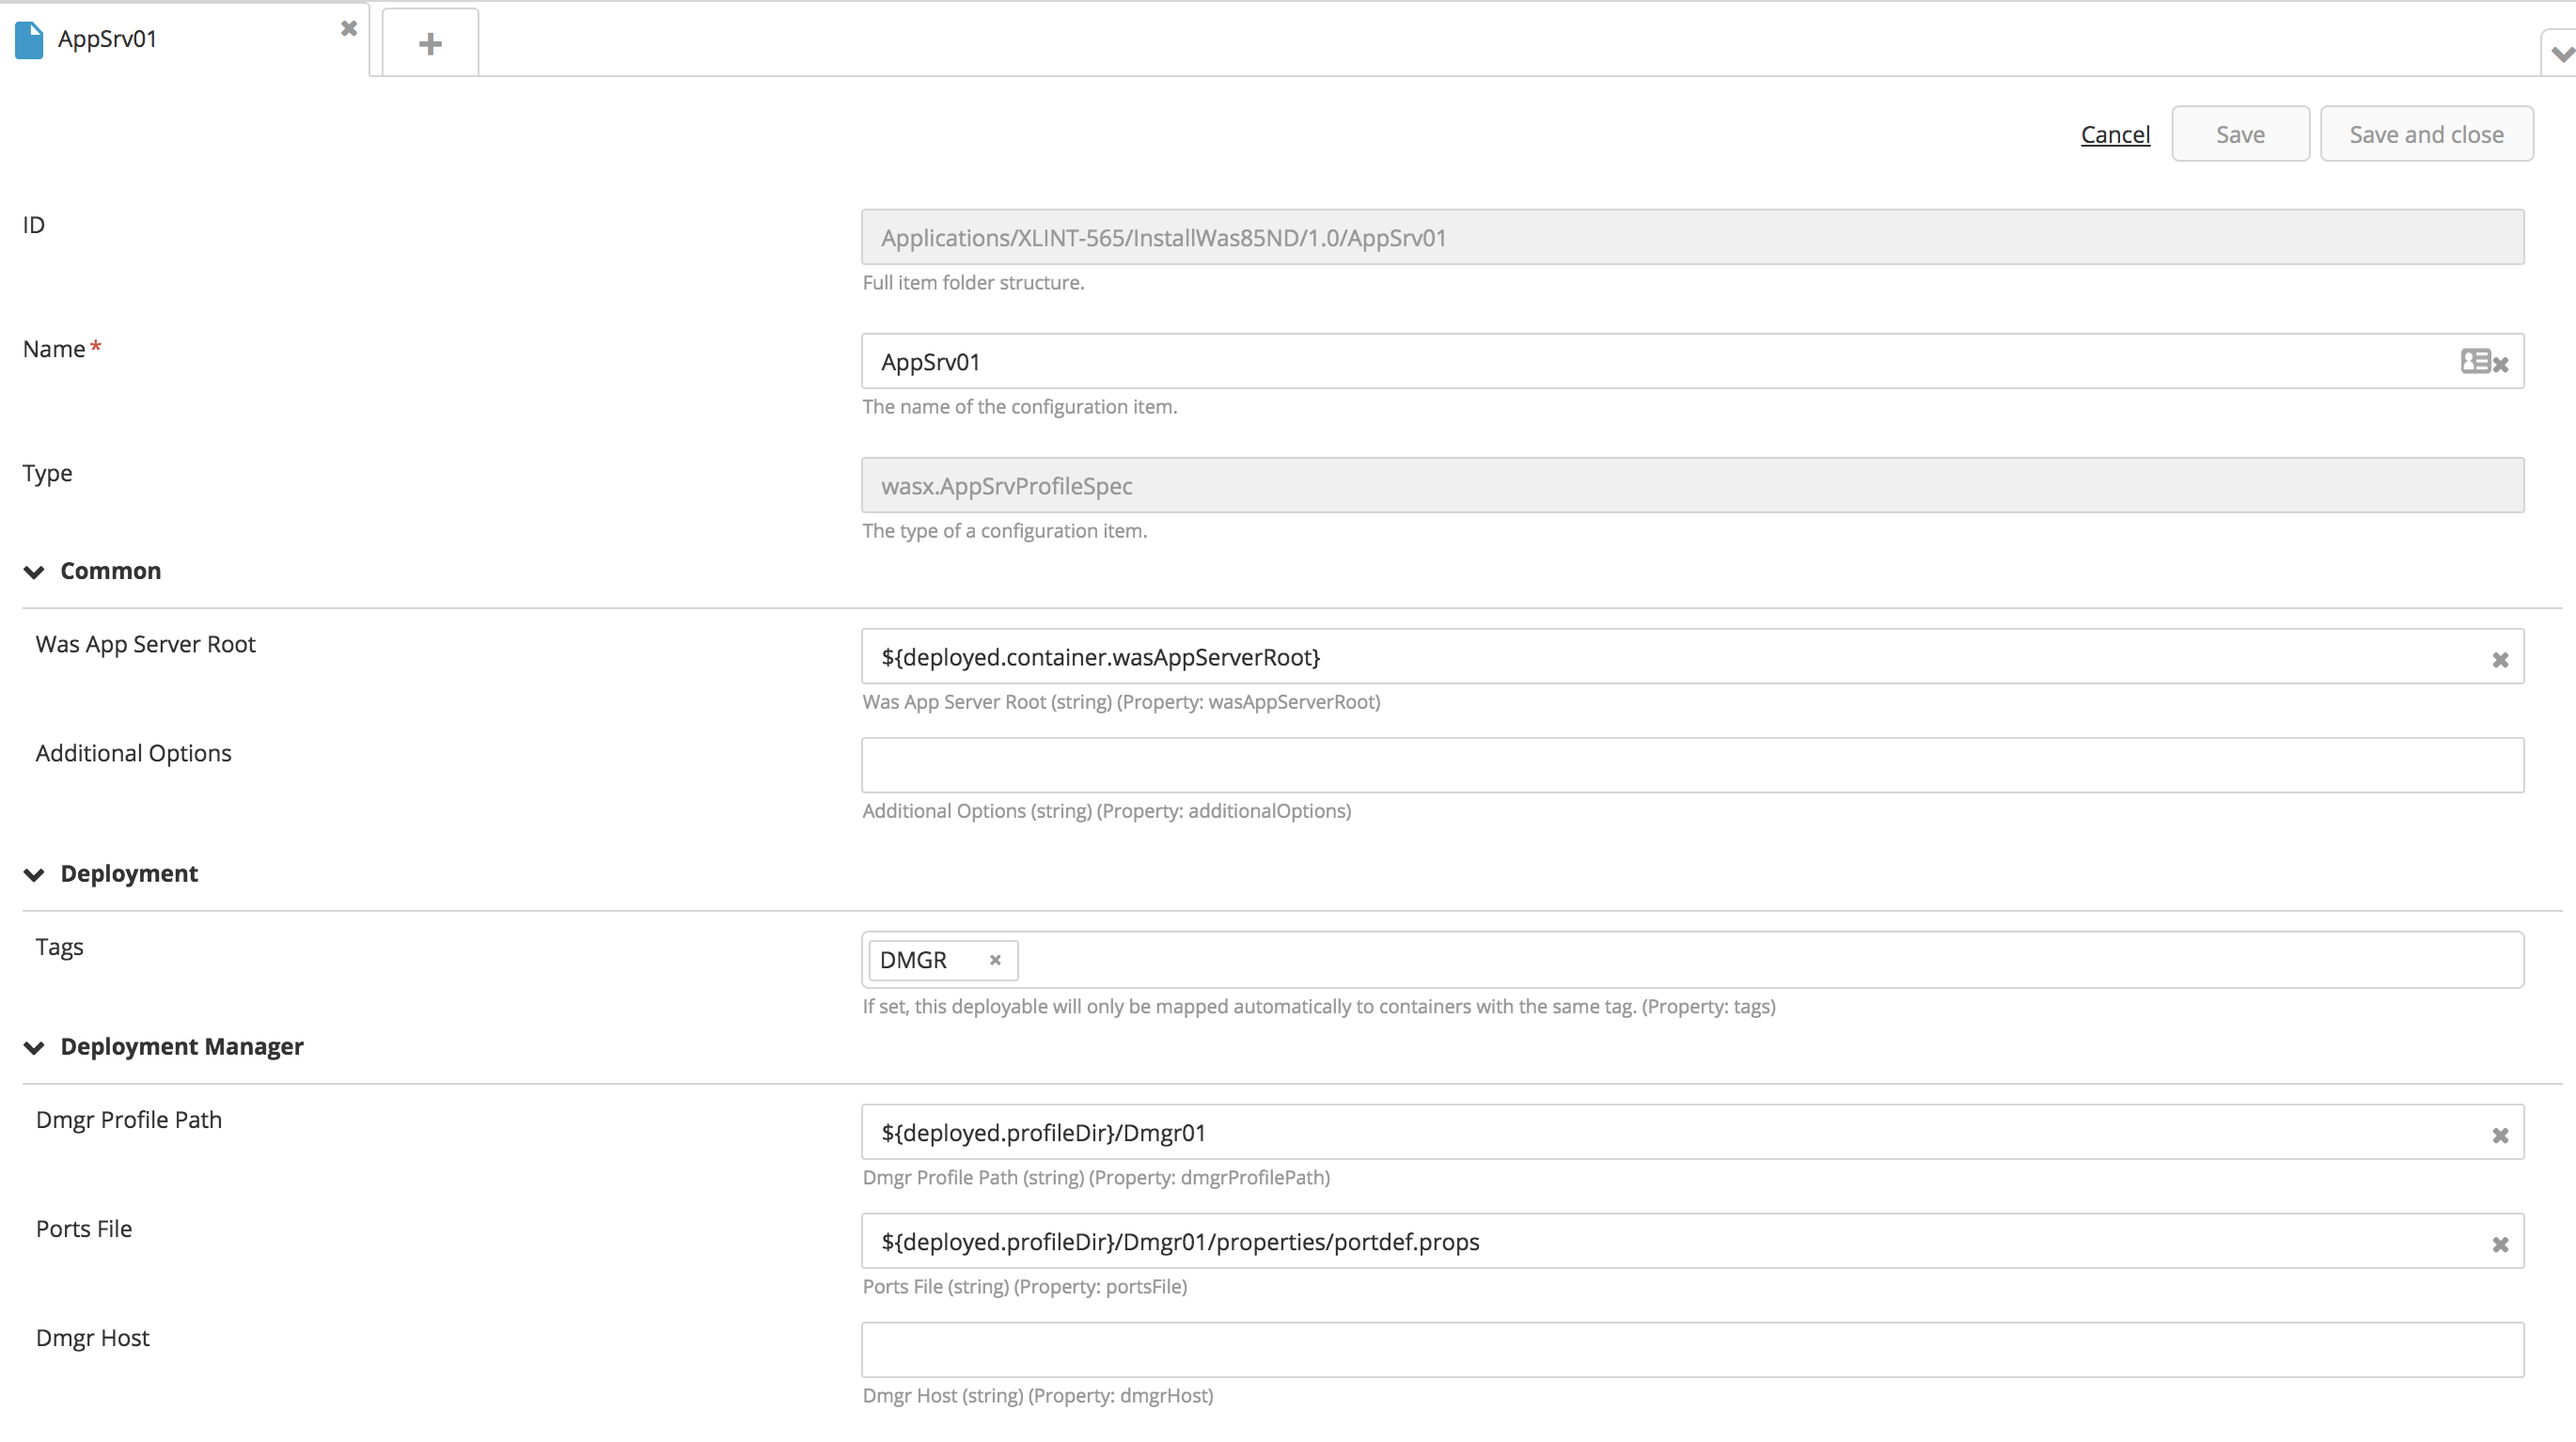 AppSrv01
Cancel
Save
Save and close
ID
Applications/XLINT-565/InstallWas85ND/1.0/AppSrv01
Full item folder structure.
Name*
AppSrv01
The name of the configuration item.
Type
wasx.AppSrvProfileSpec
The type of a configuration item.
Common
Was App Server Root
${deployed.container.wasAppServerRoot}
Was App Server Root (string) (Property: wasAppServerRoot)
Additional Options
Additional Options (string) (Property: additionalOptions)
Deployment
Tags
DMGR
If set, this deployable will only be mapped automatically to containers with the same tag. (Property: tags)
Deployment Manager
Dmgr Profile Path
${deployed.profileDir}/Dmgr01
Dmgr Profile Path (string) (Property: dmgrProfilePath)
Ports File
${deployed.profileDir}/Dmgr01/properties/portdef.props
Ports File (string) (Property: portsFile)
Dmgr Host
Dmgr Host (string) (Property: dmgrHost)